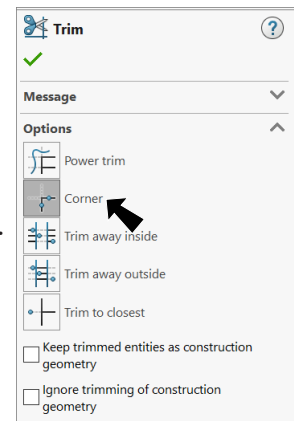 Trim
?
Message
Options
Power trim
Corner
Trim away inside
Trim away outside
Trim to closest
Keep trimmed entities as construction
geometry
Ignore trimming of construction
geometry